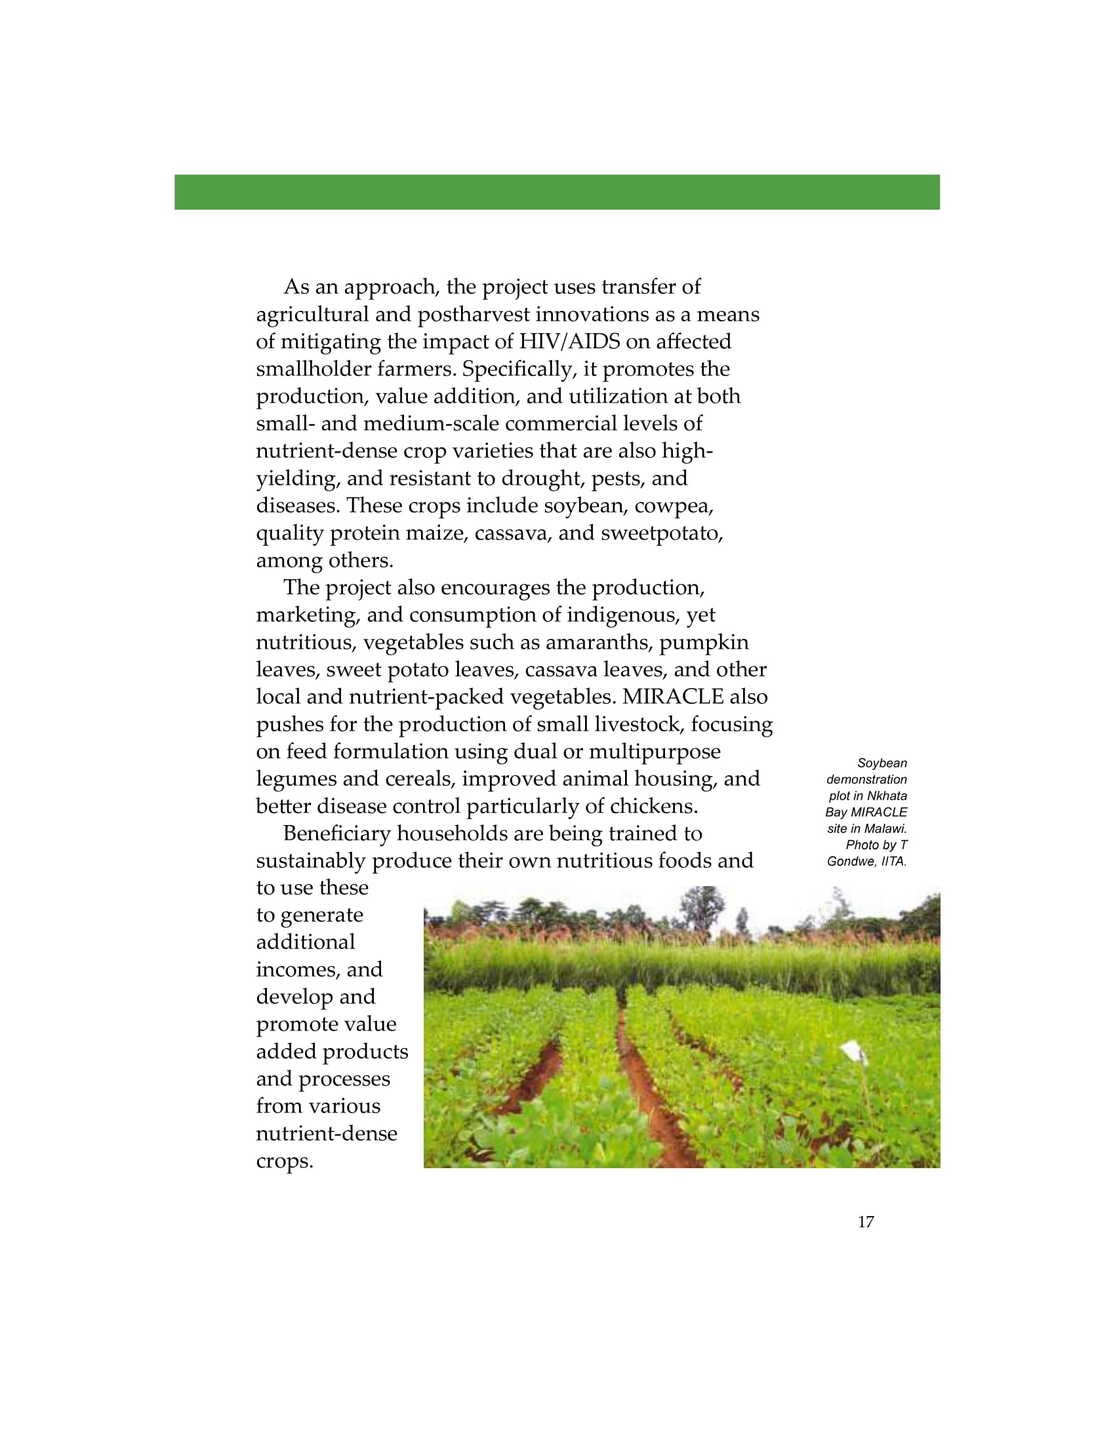 As an approach, the project uses transfer of
agricultural and postharvest innovations as a means
of mitigating the impact of HIV/AIDS on affected
smallholder farmers. Specifically, it promotes the
production, value addition, and utilization at both
small- and medium-scale commercial levels of
nutrient-dense crop varieties that are also high-
yielding, and resistant to drought, pests, and
diseases. These crops include soybean, cowpea,
quality protein maize, cassava, and sweetpotato,
among others.
The project also encourages the production,
marketing, and consumption of indigenous, yet
nutritious, vegetables such as amaranths, pumpkin
leaves, sweet potato leaves, cassava leaves, and other
local and nutrient-packed vegetables. MIRACLE also
pushes for the production of small livestock, focusing
on feed formulation using dual or multipurpose
legumes and cereals, improved animal housing, and
better disease control particularly of chickens.
Beneficiary households are being trained to
sustainably produce their own nutritious foods and
to use these
to generate
additional
incomes, and
develop and
promote value
added products
and processes
from various
nutrient-dense
crops.
Soybean
demonstration
plot in Nkhata
Bay MIRACLE
site in Malawi.
Photo by T
Gondwe, IITA.
17